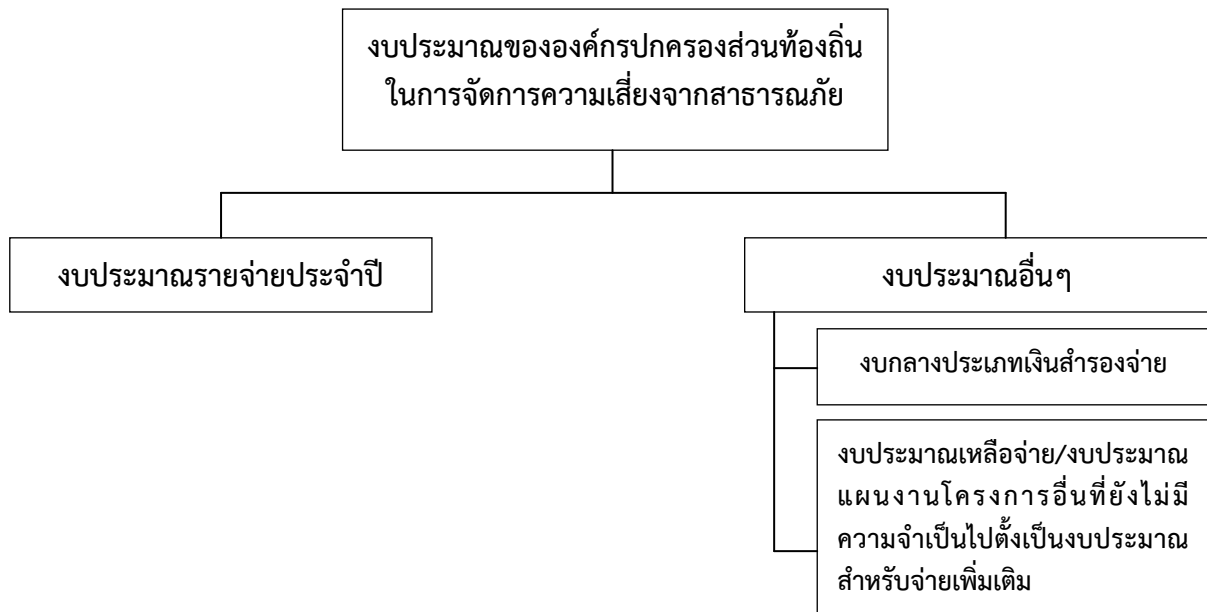 งบประมาณขององค์กรปกครองส่วนท้องถิ่น
ในการจัดการความเสี่ยงจากสาธารณภัย
งบประมาณรายจ่ายประจำปี
งบประมาณอื่นๆ
งบกลางประเภทเงินสำรองจ่าย
งบประมาณเหลือจ่าย/งบประมาณ
แผนงานโครงการอื่นที่ยังไม่มี
ความจำเป็นไปตั้งเป็นงบประมาณ
สำหรับจ่ายเพิ่มเติม